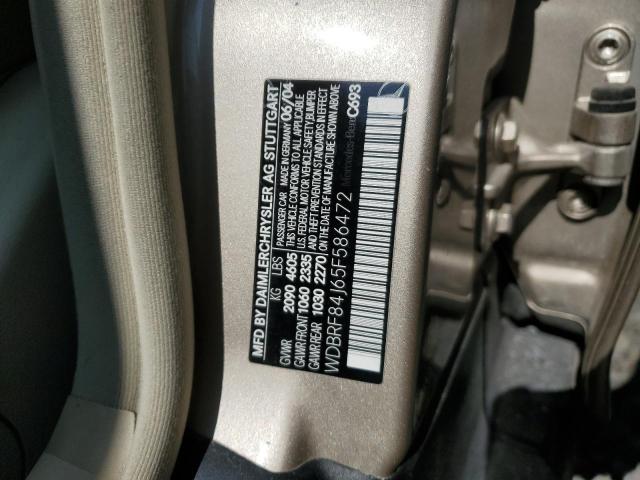 MFD BY DAIMLERCHRYSLER AG STUTTGART
PASSENGER CAR MADE IN GERMANY 06/04
KG LBS
THIS VEHICLE CONFORMS TO ALL APPLICABLE
GVWR 2090 4605
U.S. FEDERAL MOTOR VEHICLE SAFETY, BUMPER
GAWR FRONT 1060 2335
AND THEFT PREVENTION STANDARDS IN EFFECT
GAWR REAR 1030 2270
ON THE DATE OF MANUFACTURE SHOWN ABOVE
WDBRF84J65F586472
Mercedes-Benz
C693